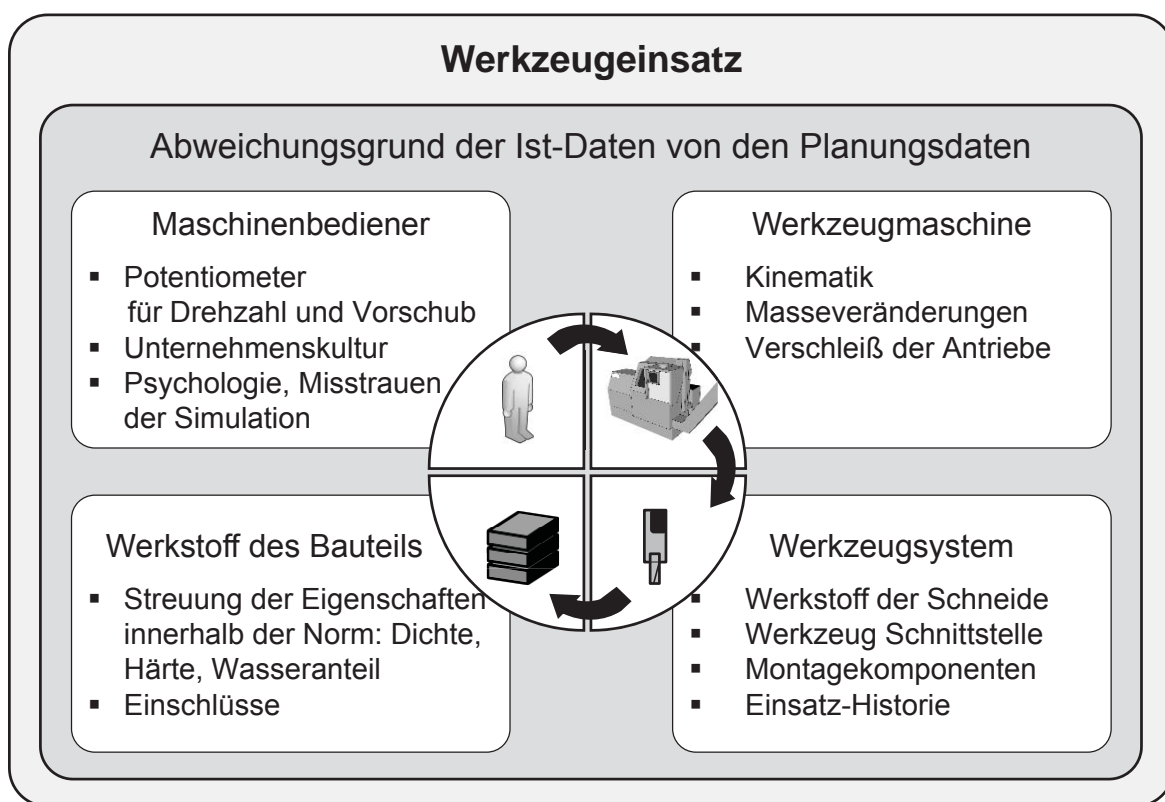 Werkzeugeinsatz
Abweichungsgrund der Ist-Daten von den Planungsdaten
Maschinenbediener
▪ Potentiometer
für Drehzahl und Vorschub
▪ Unternehmenskultur
▪ Psychologie, Misstrauen
der Simulation
Werkzeugmaschine
▪ Kinematik
▪ Masseveränderungen
▪ Verschleiß der Antriebe
Werkstoff des Bauteils
▪ Streuung der Eigenschaften
innerhalb der Norm: Dichte,
Härte, Wasseranteil
▪ Einschlüsse
Werkzeugsystem
▪ Werkstoff der Schneide
▪ Werkzeug Schnittstelle
▪ Montagekomponenten
▪ Einsatz-Historie